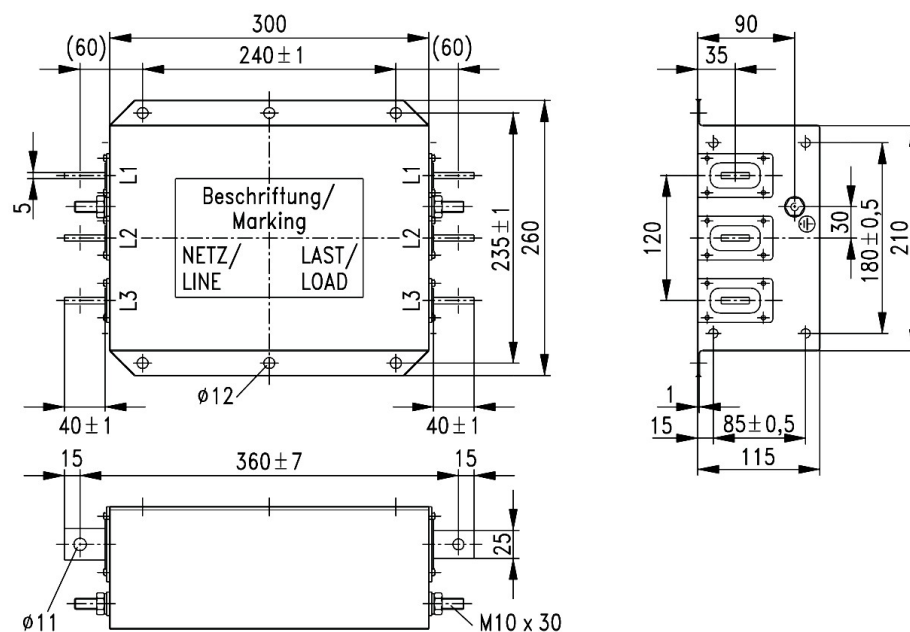 300
(60)
240±1
(60)
90
35
L1
L1
5
Beschriftung/
Marking
L2
L2
NETZ/
LINE
LAST/
LOAD
L3
L3
235±1
260
120
30
180±0,5
210
ø12
40±1
40±1
1
15
85±0,5
115
15
360±7
15
25
ø11
M10 x 30